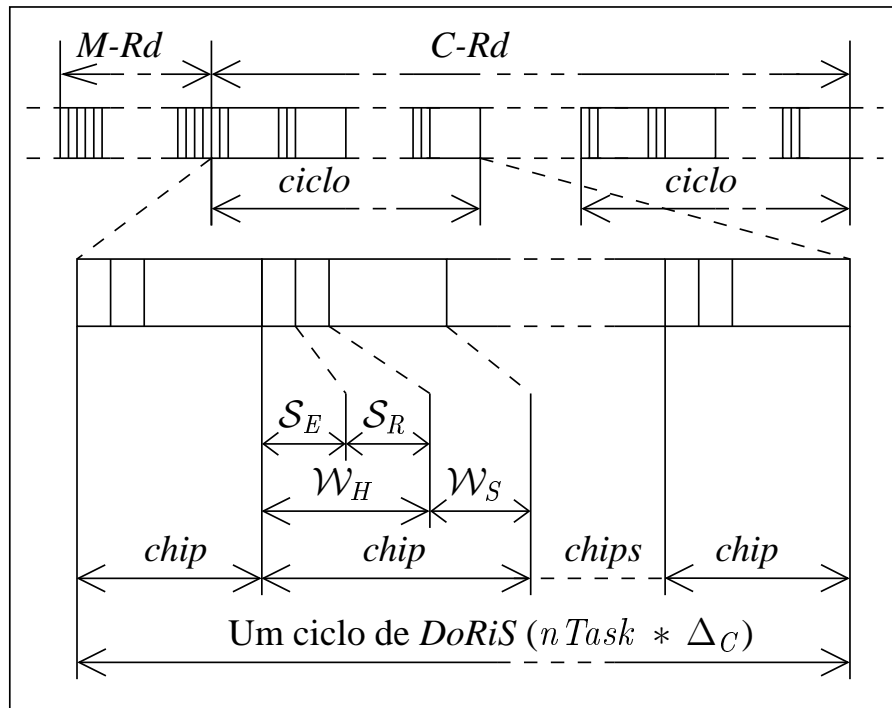 M-Rd C-Rd
ciclo ciclo
S_E S_R
W_H W_S
chip chip chips chip
Um ciclo de DoRiS (nTask * Δ_C)